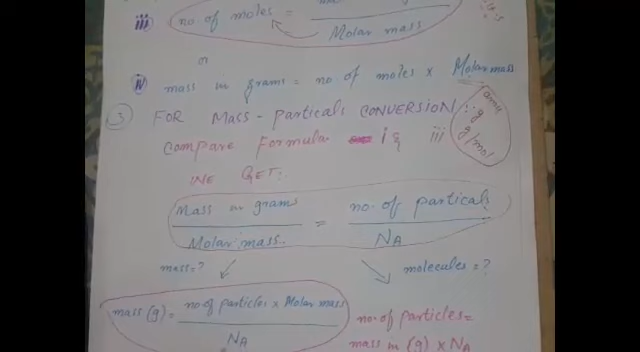 iii) no of moles = / Molar mass
or
iv) mass in grams = no. of moles x Molar mass
3 FOR Mass - Particals CONVERSION :-
Compare Formula i & iii
WE GET:
g
g/mol
Mass in grams / Molar mass. = no. of particals / NA
mass = ?
molecules = ?
mass (g) = no of particles x Molar mass / NA
no. of particles =
mass in (g) x NA